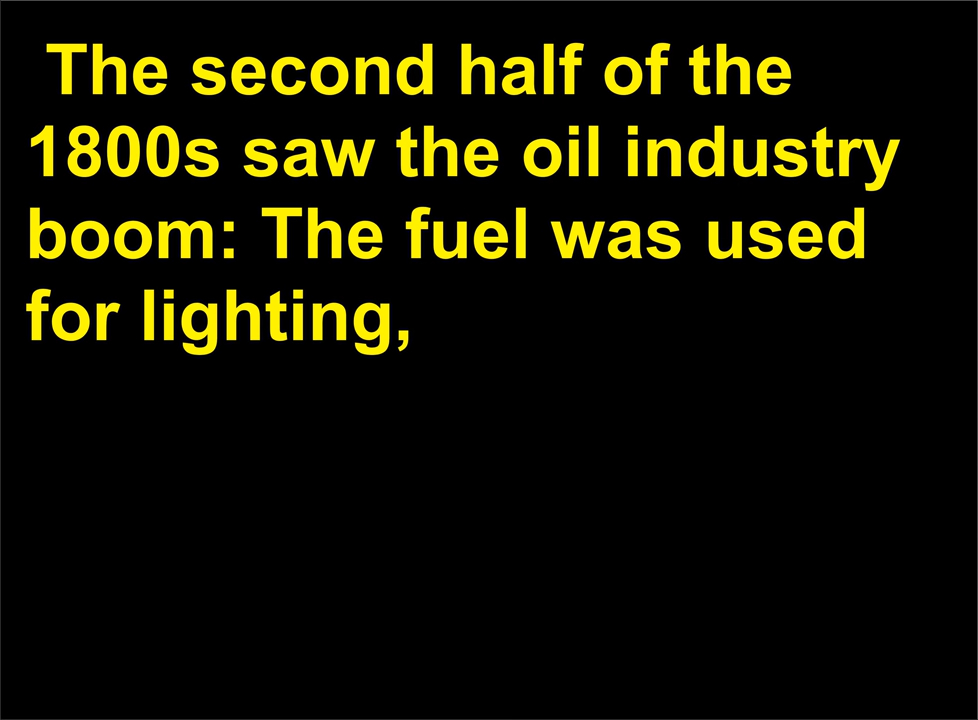 The second half of the
1800s saw the oil industry
boom: The fuel was used
for lighting,